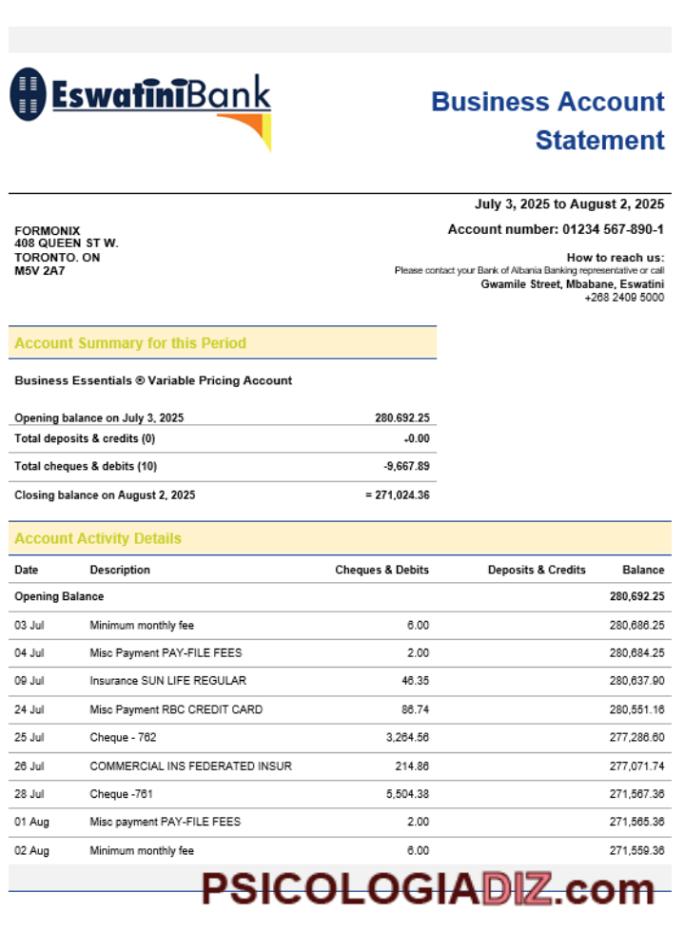 EswatiniBank
Business Account
Statement
July 3, 2025 to August 2, 2025
Account number: 01234 567-890-1
FORMONIX
408 QUEEN ST W.
TORONTO. ON
M5V 2A7
How to reach us:
Please contact your Bank of Albania Banking representative or call
Gwamile Street, Mbabane, Eswatini
+268 2409 5000
Account Summary for this Period
Business Essentials ® Variable Pricing Account
Opening balance on July 3, 2025 280.692.25
Total deposits & credits (0) -0.00
Total cheques & debits (10) -9,667.89
Closing balance on August 2, 2025 = 271,024.36
Account Activity Details
Date Description Cheques & Debits Deposits & Credits Balance
Opening Balance 280,692.25
03 Jul Minimum monthly fee 6.00 280,686.25
04 Jul Misc Payment PAY-FILE FEES 2.00 280,684.25
09 Jul Insurance SUN LIFE REGULAR 46.35 280,637.90
24 Jul Misc Payment RBC CREDIT CARD 86.74 280,551.16
25 Jul Cheque - 762 3,264.56 277,286.60
26 Jul COMMERCIAL INS FEDERATED INSUR 214.86 277,071.74
28 Jul Cheque -761 5,504.38 271,567.36
01 Aug Misc payment PAY-FILE FEES 2.00 271,565.36
02 Aug Minimum monthly fee 6.00 271,559.36
PSICOLOGIADIZ.com